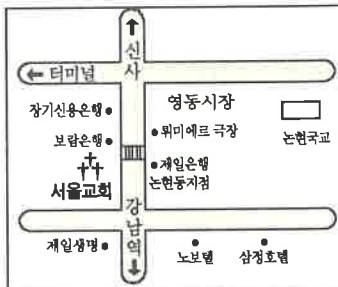 ↑
신사
← 터미널
장기신용은행
영동시장
보람은행
뤼미에르 극장
논현국교
서울교회
제일은행
논현동지점
강남역
↓
제일생명
노보텔
삼정호텔